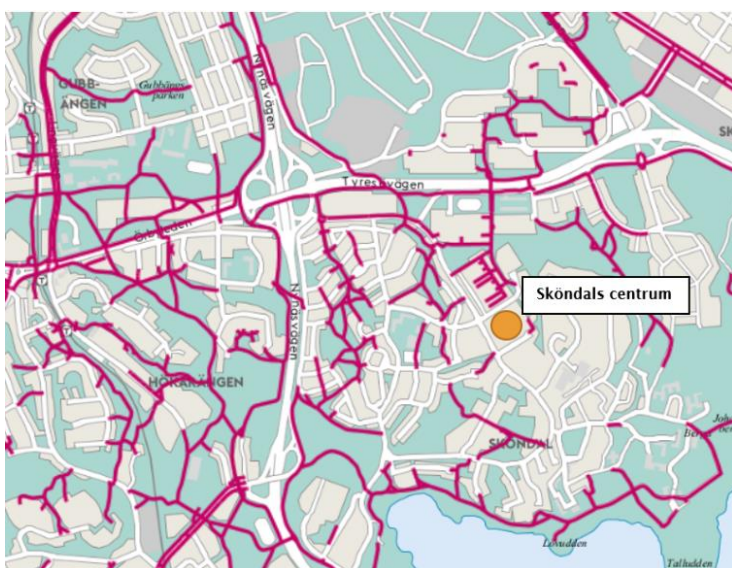 Nynäsvägen
GUBB-
ÄNGEN
Gubbängs-
parken
Tyresövägen
Örbyleden
Sköndals centrum
Nynäsvägen
HÖKARÄNGEN
SKÖNDAL
Lövudden
Talludden